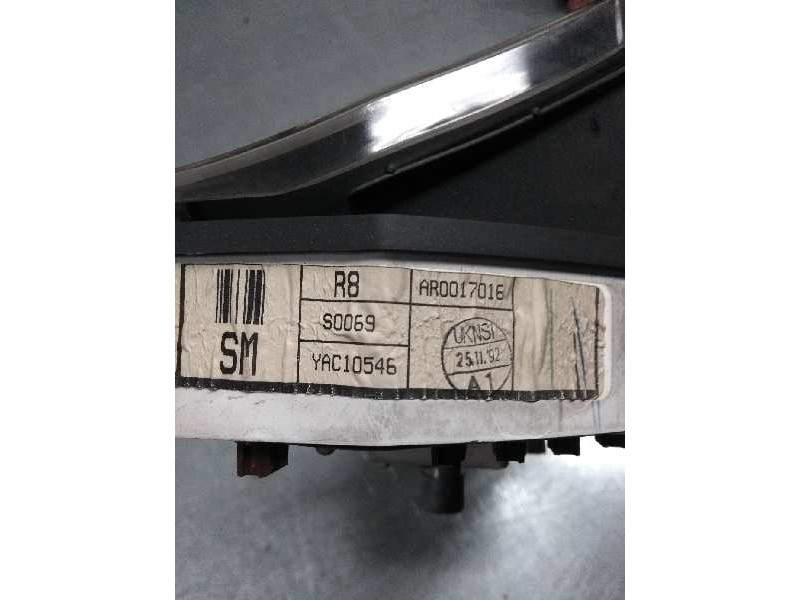 R8
AR0017016
S0069
SM
YAC10546
UKNSI
25.11.92
A1